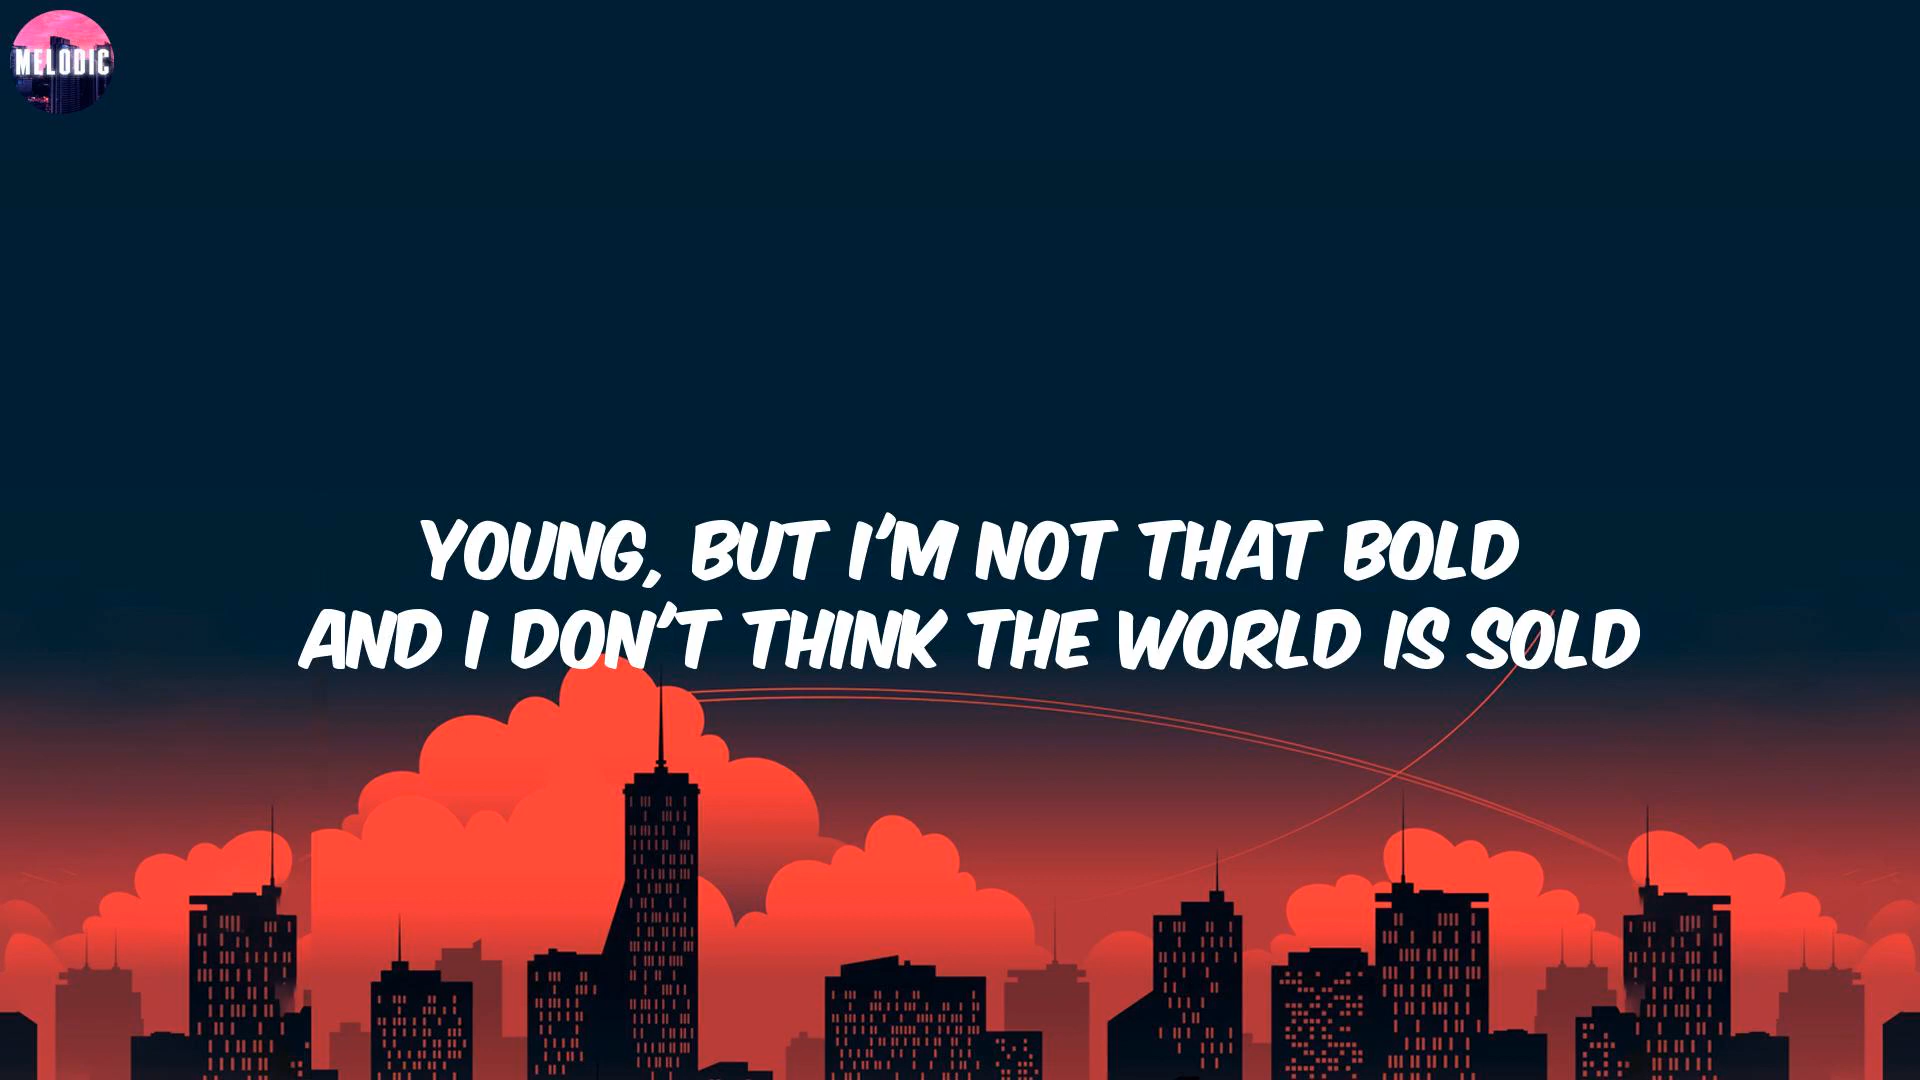 MELODIC
YOUNG, BUT I'M NOT THAT BOLD
AND I DON'T THINK THE WORLD IS SOLD